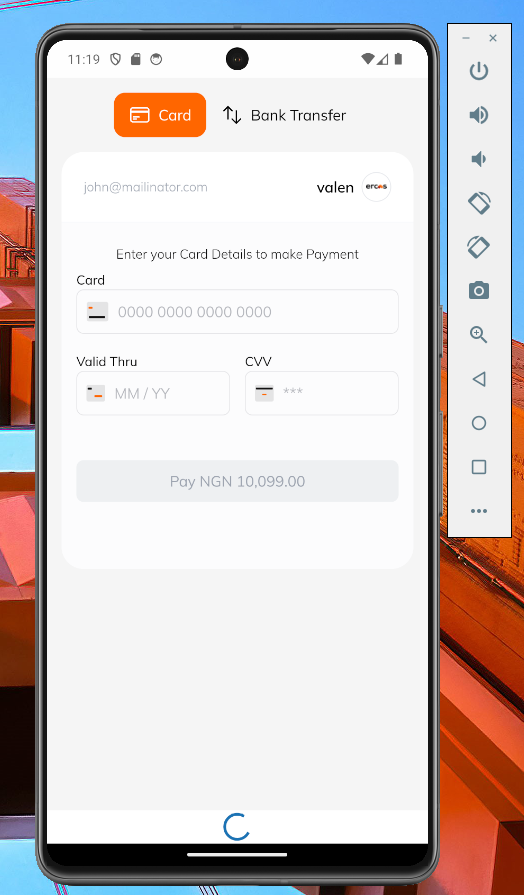 11:19
Card
Bank Transfer
john@mailinator.com
valen
ercas
Enter your Card Details to make Payment
Card
0000 0000 0000 0000
Valid Thru
CVV
MM / YY
***
Pay NGN 10,099.00